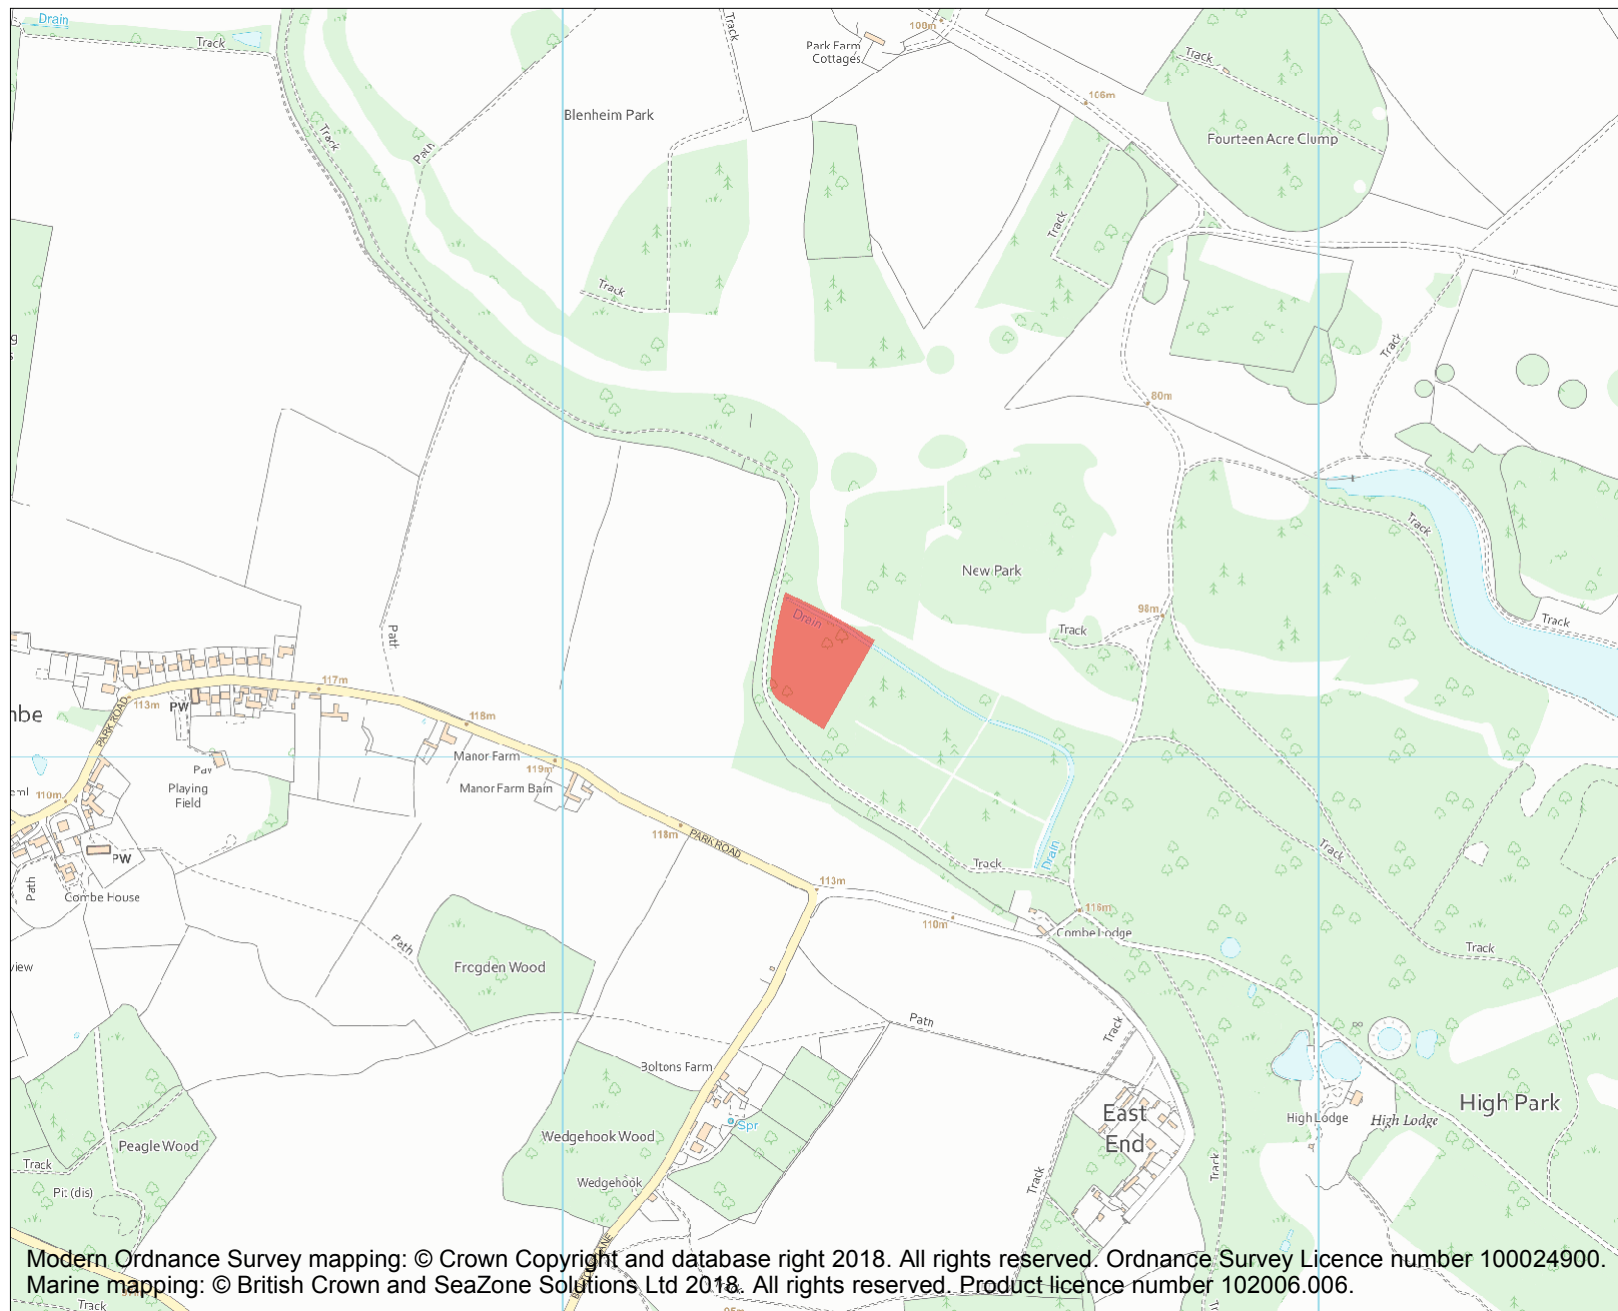 Drain
Track
Track
Park Farm
Cottages
100m
106m
Track
Fourteen Acre Clump
Blenheim Park
Track
Path
Track
Track
Track
80m
Track
Track
New Park
98m
Track
Track
Drain
Path
117m
118m
PARK ROAD
113m
PW
Manor Farm
119m
Manor Farm Barn
Pav
Playing
Field
110m
PW
Path
Combe House
118m
PARK ROAD
113m
Track
Drain
Track
116m
110m
Combe Lodge
Track
Path
Frogden Wood
view
Path
Track
Boltons Farm
Spr
East
End
High Park
High Lodge
High Lodge
Wedgehook Wood
Peagle Wood
Track
Pit (dis)
Wedgehook
Track
Track
Modern Ordnance Survey mapping: © Crown Copyright and database right 2018. All rights reserved. Ordnance Survey Licence number 100024900.
Marine mapping: © British Crown and SeaZone Solutions Ltd 2018. All rights reserved. Product licence number 102006.006.
Track